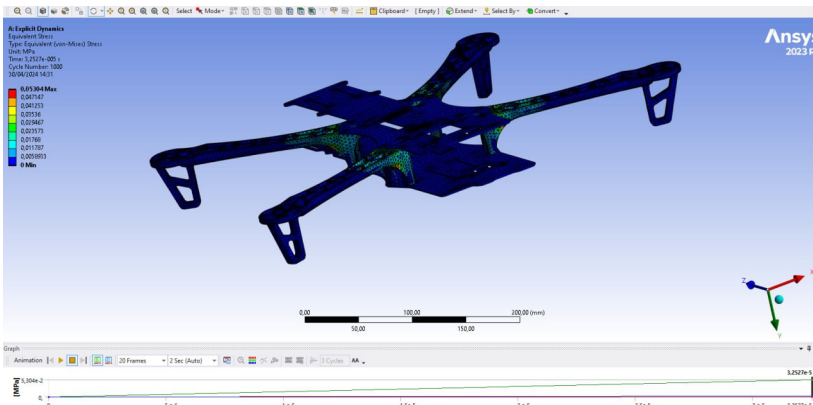 Select Mode Clipboard [Empty] Extend Select By Convert
A: Explicit Dynamics
Equivalent Stress
Type: Equivalent (von-Mises) Stress
Unit: MPa
Time: 3,2527e-005 s
Cycle Number: 1000
30/04/2024 14:31
0,05304 Max
0,047147
0,041253
0,03536
0,029467
0,023573
0,01768
0,011787
0,0058933
0 Min
Ansys
2023
X
Z
Y
0,00 100,00 200,00 (mm)
50,00 150,00
Graph
Animation 20 Frames 2 Sec (Auto) 3 Cycles AA
3,2527e-5
[MPa]
5,304e-2
0,